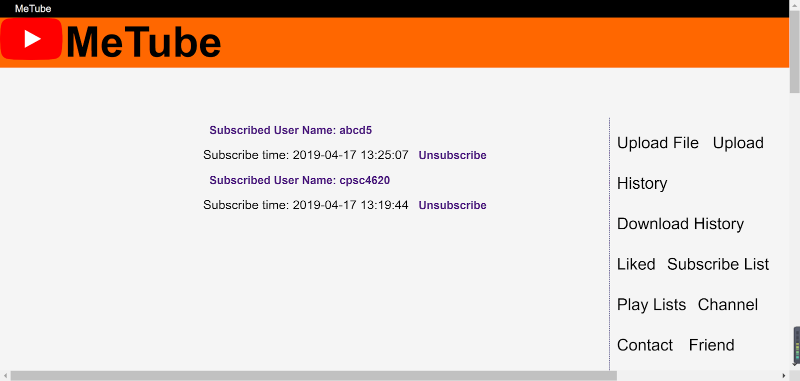 MeTube
MeTube
Subscribed User Name: abcd5
Subscribe time: 2019-04-17 13:25:07 Unsubscribe
Subscribed User Name: cpsc4620
Subscribe time: 2019-04-17 13:19:44 Unsubscribe
Upload File Upload
History
Download History
Liked Subscribe List
Play Lists Channel
Contact Friend